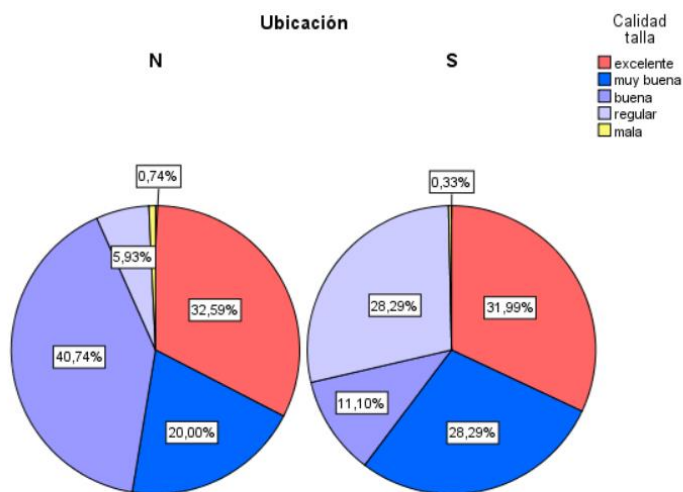 Ubicación
N
S
Calidad
talla
excelente
muy buena
buena
regular
mala
0,74%
5,93%
32,59%
40,74%
20,00%
0,33%
28,29%
31,99%
11,10%
28,29%